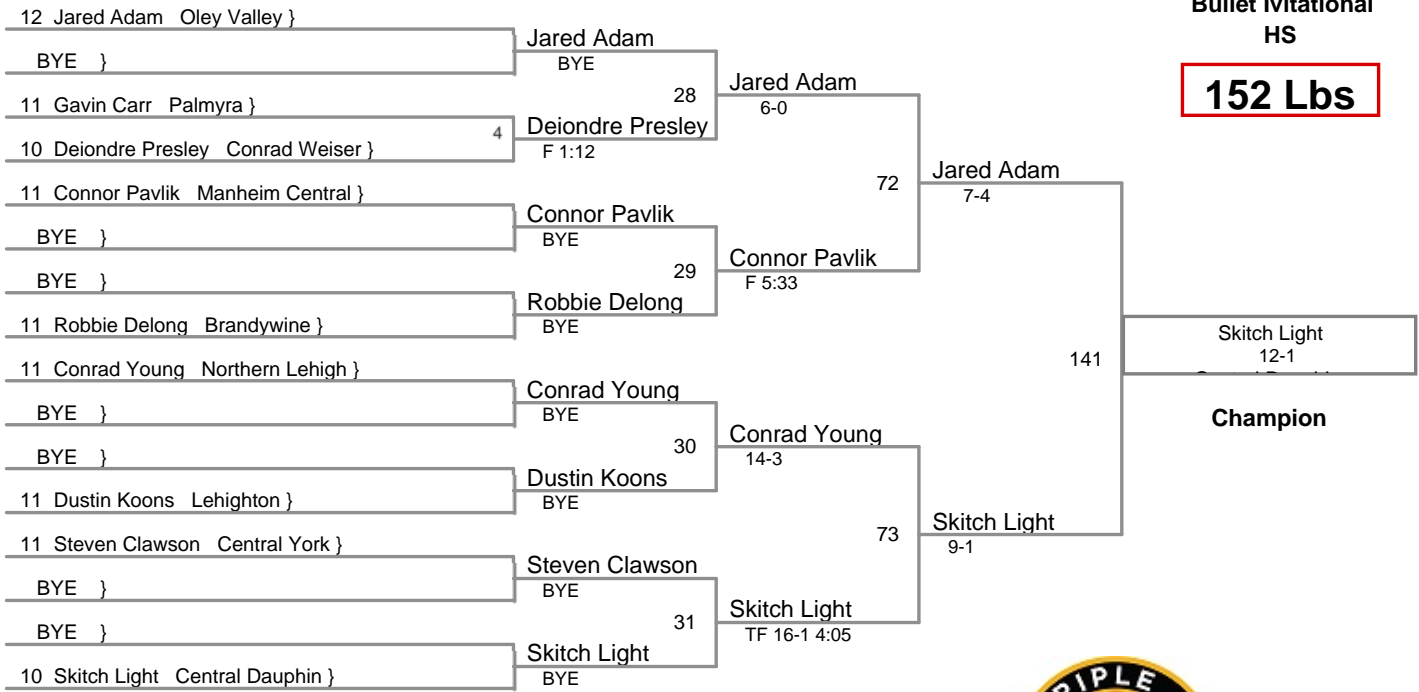 12 Jared Adam Oley Valley }
BYE }
11 Gavin Carr Palmyra }
10 Deiondre Presley Conrad Weiser }
11 Connor Pavlik Manheim Central }
BYE }
BYE }
11 Robbie Delong Brandywine }
11 Conrad Young Northern Lehigh }
BYE }
BYE }
11 Dustin Koons Lehighton }
11 Steven Clawson Central York }
BYE }
BYE }
10 Skitch Light Central Dauphin }
Jared Adam
BYE
4
Deiondre Presley
F 1:12
Connor Pavlik
BYE
Robbie Delong
BYE
Conrad Young
BYE
Dustin Koons
BYE
Steven Clawson
BYE
Skitch Light
BYE
28
Jared Adam
6-0
29
Connor Pavlik
F 5:33
30
Conrad Young
14-3
31
Skitch Light
TF 16-1 4:05
72
Jared Adam
7-4
73
Skitch Light
9-1
141
Skitch Light
12-1
Champion
Bullet Ivitational
HS
152 Lbs
RIPLE